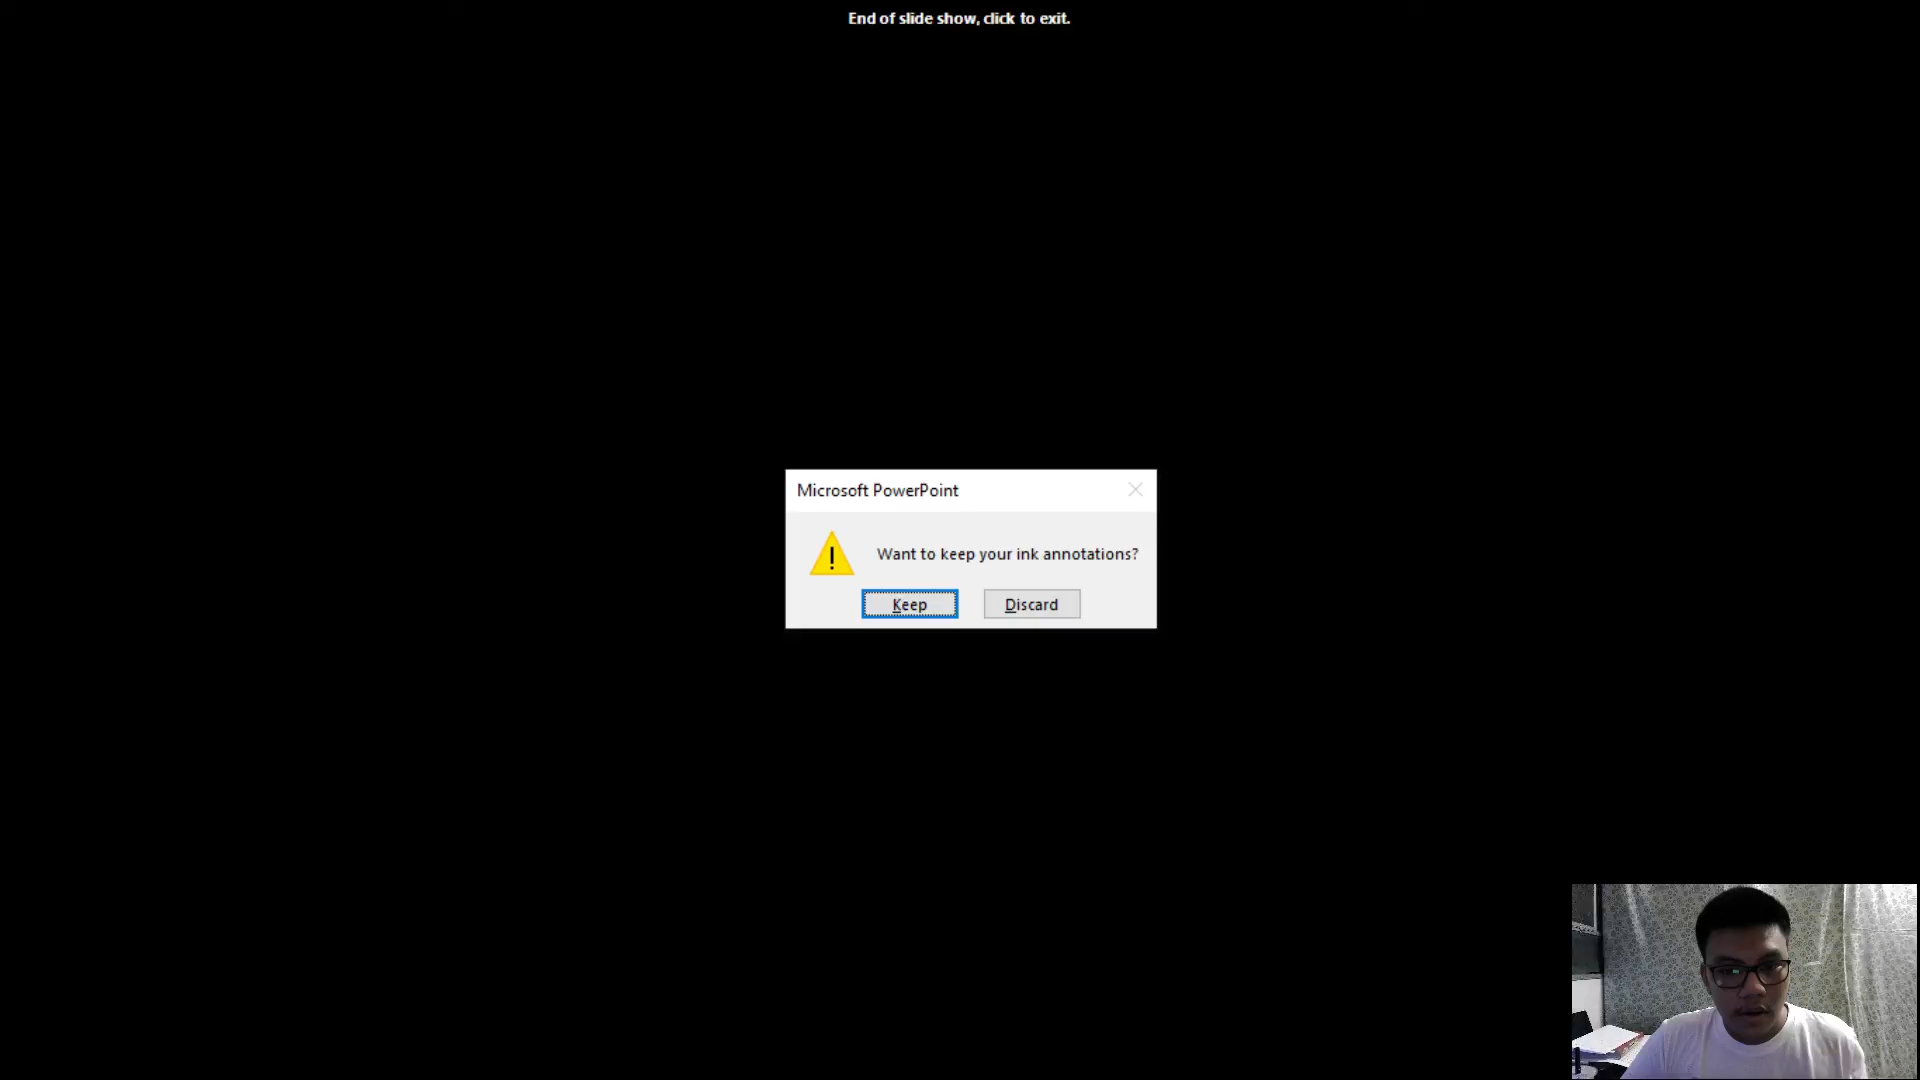 End of slide show, click to exit.
Microsoft PowerPoint
Want to keep your ink annotations?
Keep
Discard